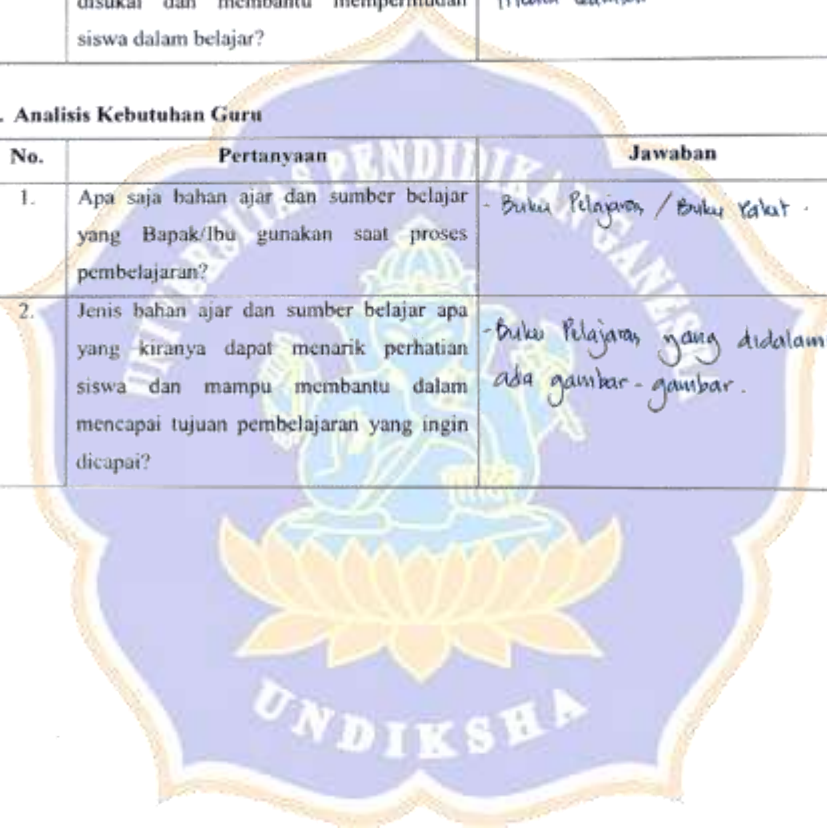 disukai dan membantu mempermudah
siswa dalam belajar?
. Analisis Kebutuhan Guru
No. Pertanyaan Jawaban
1. Apa saja bahan ajar dan sumber belajar
yang Bapak/Ibu gunakan saat proses
pembelajaran?
- Buku Pelajaran / Buku Paket.
2. Jenis bahan ajar dan sumber belajar apa
yang kiranya dapat menarik perhatian
siswa dan mampu membantu dalam
mencapai tujuan pembelajaran yang ingin
dicapai?
- Buku Pelajaran yang didalam
ada gambar - gambar.
UNIVERSITAS PENDIDIKAN GANESHA
UNDIKSHA